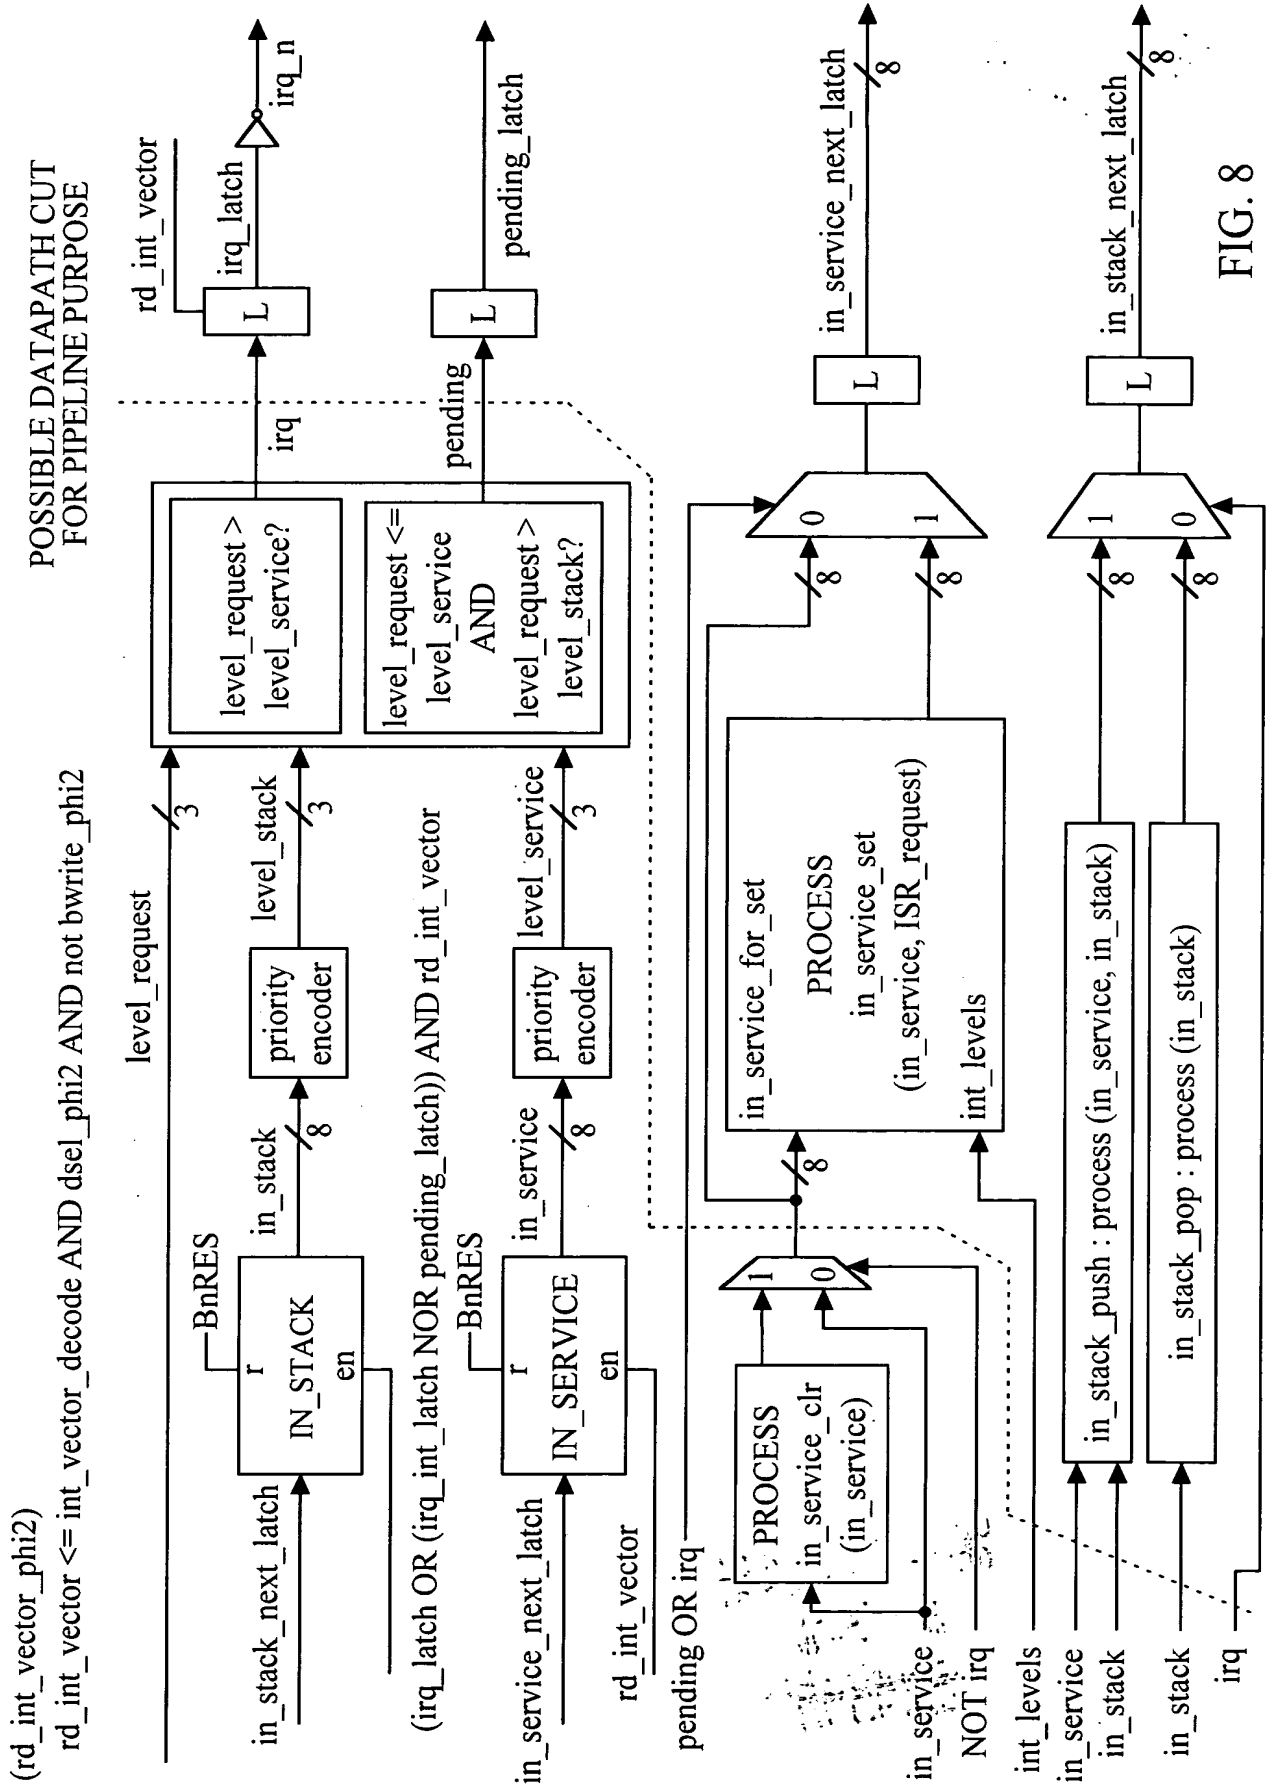 (rd_int_vector_phi2)
rd_int_vector <= int_vector_decode AND dsel_phi2 AND not bwrite_phi2
POSSIBLE DATAPATH CUT
FOR PIPELINE PURPOSE
level_request
3
rd_int_vector
in_stack_next_latch
BnRES
r
IN_STACK
en
in_stack
8
priority
encoder
level_stack
3
level_request >
level_service?
irq
L
irq_latch
irq_n
(irq_latch OR (irq_int_latch NOR pending_latch)) AND rd_int_vector
in_service_next_latch
BnRES
r
IN_SERVICE
en
rd_int_vector
in_service
8
priority
encoder
level_service
3
level_request <=
level_service
AND
level_request >
level_stack?
pending
L
pending_latch
pending OR irq
PROCESS
in_service_clr
(in_service)
in_service
NOT irq
1
0
8
in_service_for_set
PROCESS
in_service_set
(in_service, ISR_request)
int_levels
int_levels
8
8
0
1
L
in_service_next_latch
8
in_service
in_stack
in_stack_push : process (in_service, in_stack)
8
in_stack
in_stack_pop : process (in_stack)
8
irq
1
0
L
in_stack_next_latch
8
FIG. 8